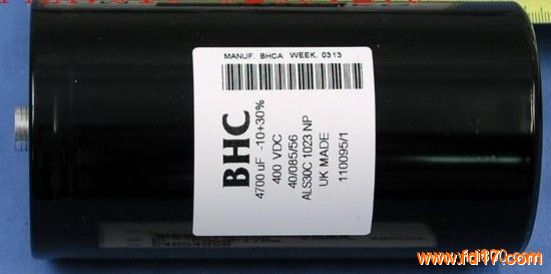 MANUF. BHCA WEEK. 0313
BHC
4700 uF -10+30%
400 VDC
40/085/56
ALS30C 1023 NP
UK MADE
110095/1
www.fd17.com